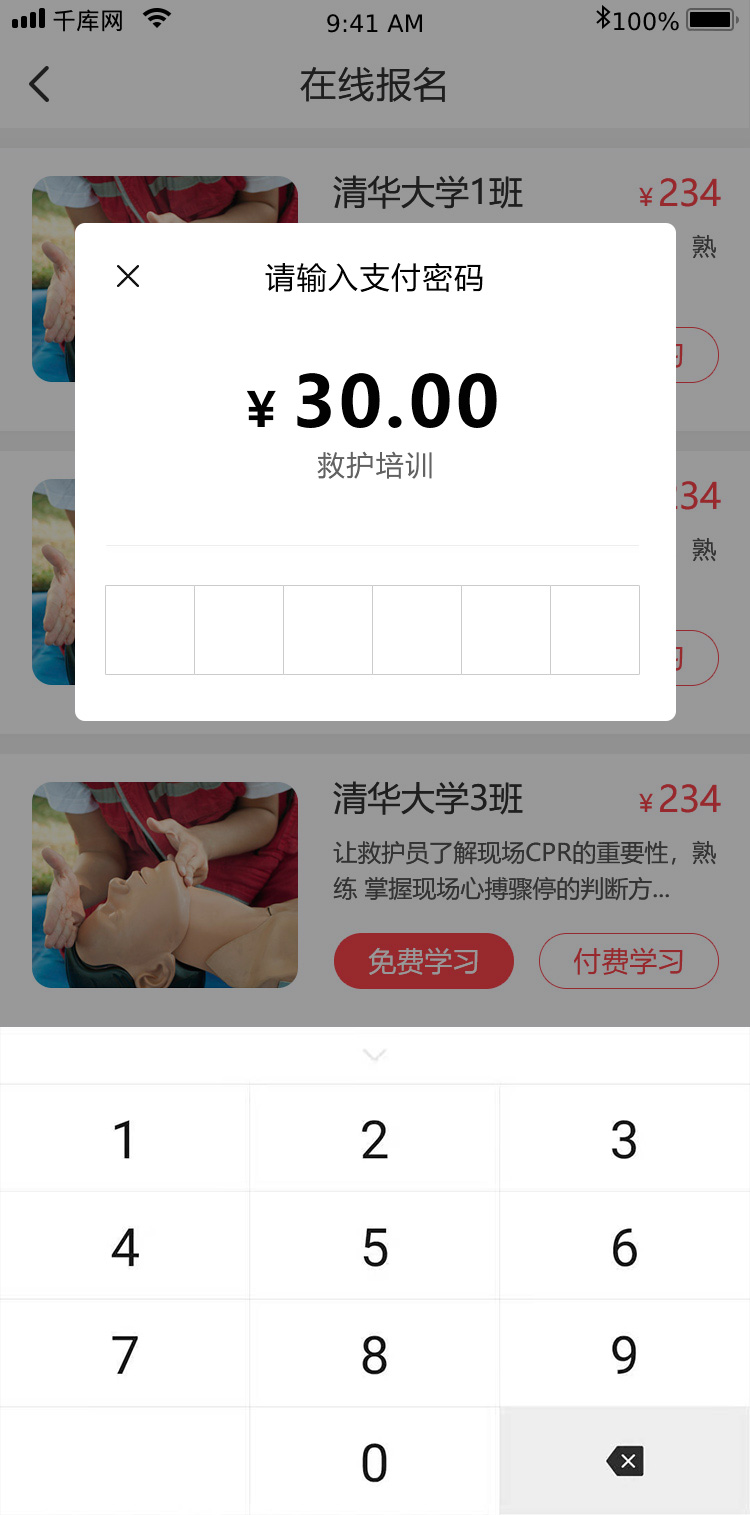 千库网 9:41 AM 100%
在线报名
清华大学1班 ¥234
熟
请输入支付密码
¥ 30.00
救护培训
34
熟
清华大学3班 ¥234
让救护员了解现场CPR的重要性，熟
练 掌握现场心搏骤停的判断方...
免费学习 付费学习
1 2 3
4 5 6
7 8 9
0